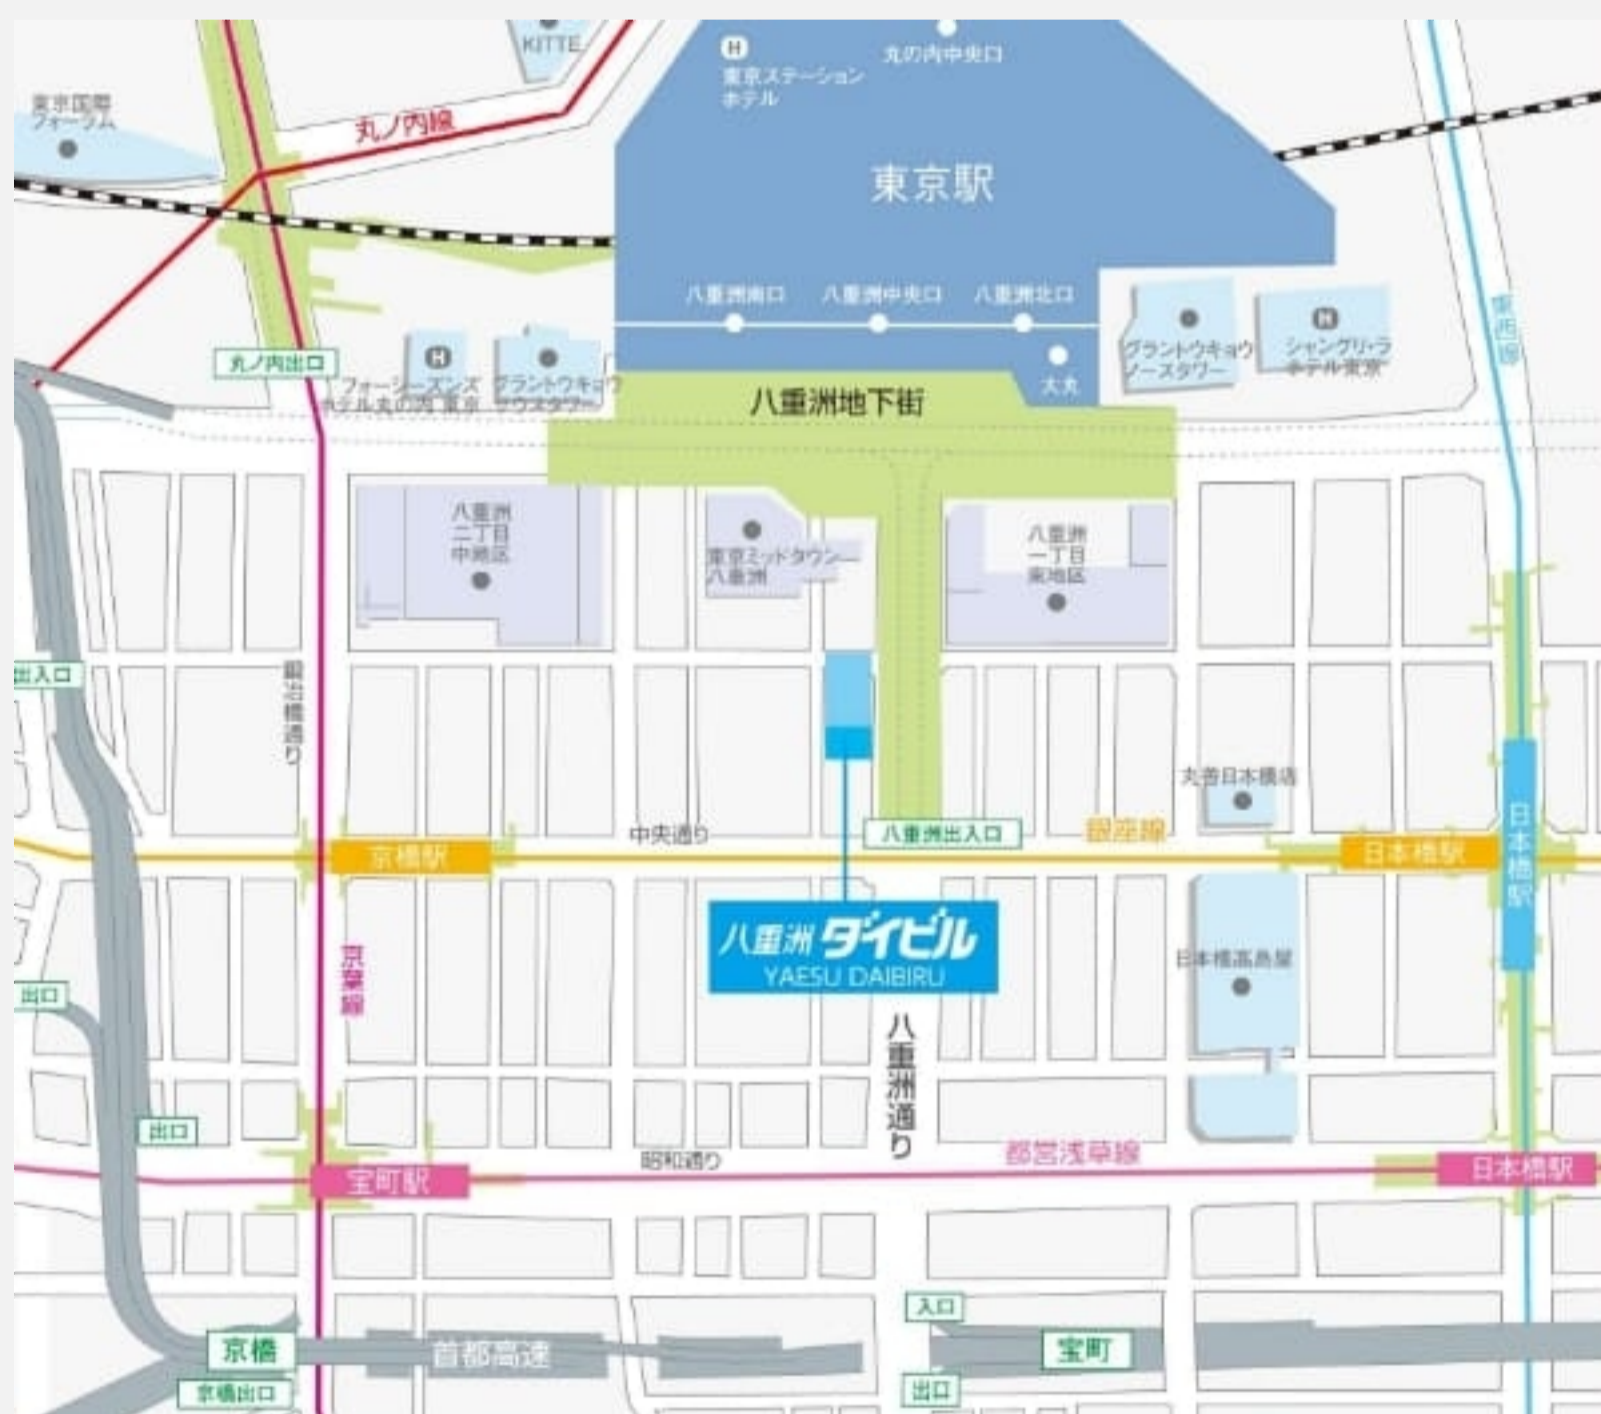 KITTE
東京ステーション
ホテル
丸の内中央口
東京国際
フォーラム
丸ノ内線
東京駅
八重洲南口
八重洲中央口
八重洲北口
大丸
グラントウキョウ
ノースタワー
シャングリ・ラ
ホテル東京
東西線
丸ノ内出口
フォーシーズンズ
ホテル丸の内 東京
グラントウキョウ
サウスタワー
八重洲地下街
八重洲
二丁目
中地区
東京ミッドタウン
八重洲
八重洲
一丁目
東地区
出入口
鍛冶橋通り
丸善日本橋店
中央通り
八重洲出入口
銀座線
京橋駅
日本橋駅
日本橋駅
八重洲 ダイビル
YAESU DAIBIRU
京葉線
日本橋高島屋
出口
八重洲通り
出口
昭和通り
都営浅草線
宝町駅
日本橋駅
入口
京橋
首都高速
宝町
京橋出口
出口